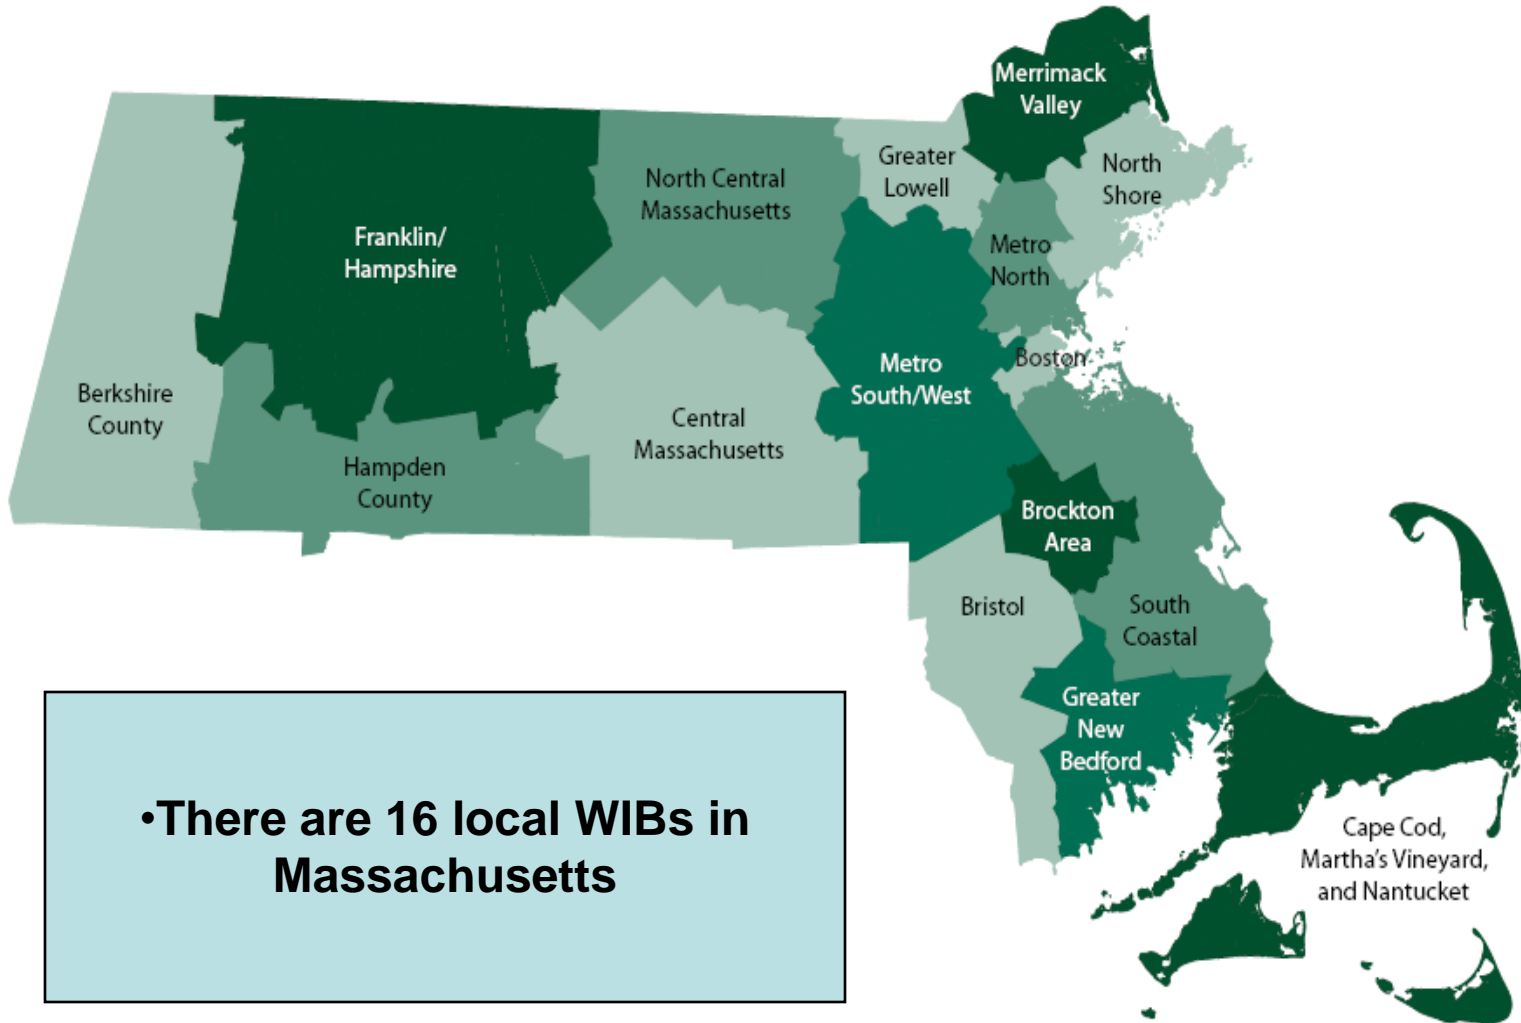 Merrimack
Valley
Greater
Lowell
North
Shore
North Central
Massachusetts
Franklin/
Hampshire
Metro
North
Boston
Metro
South/West
Berkshire
County
Central
Massachusetts
Hampden
County
Brockton
Area
Bristol
South
Coastal
Greater
New
Bedford
Cape Cod,
Martha's Vineyard,
and Nantucket
•There are 16 local WIBs in
Massachusetts